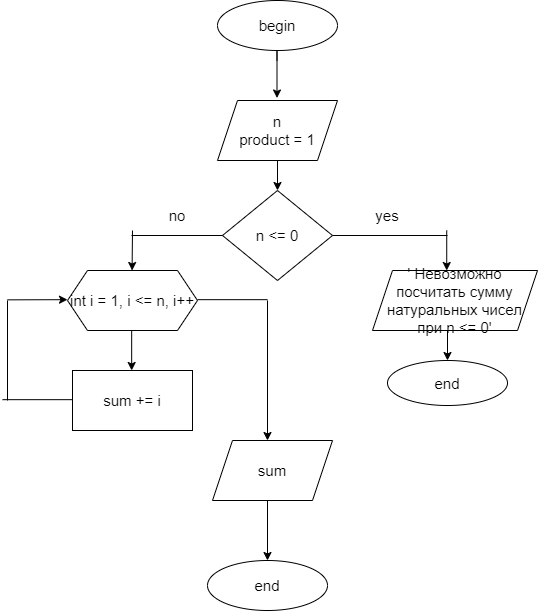 begin
n
product = 1
n <= 0
no
yes
int i = 1, i <= n, i++
' Невозможно
посчитать сумму
натуральных чисел
при n <= 0'
sum += i
end
sum
end